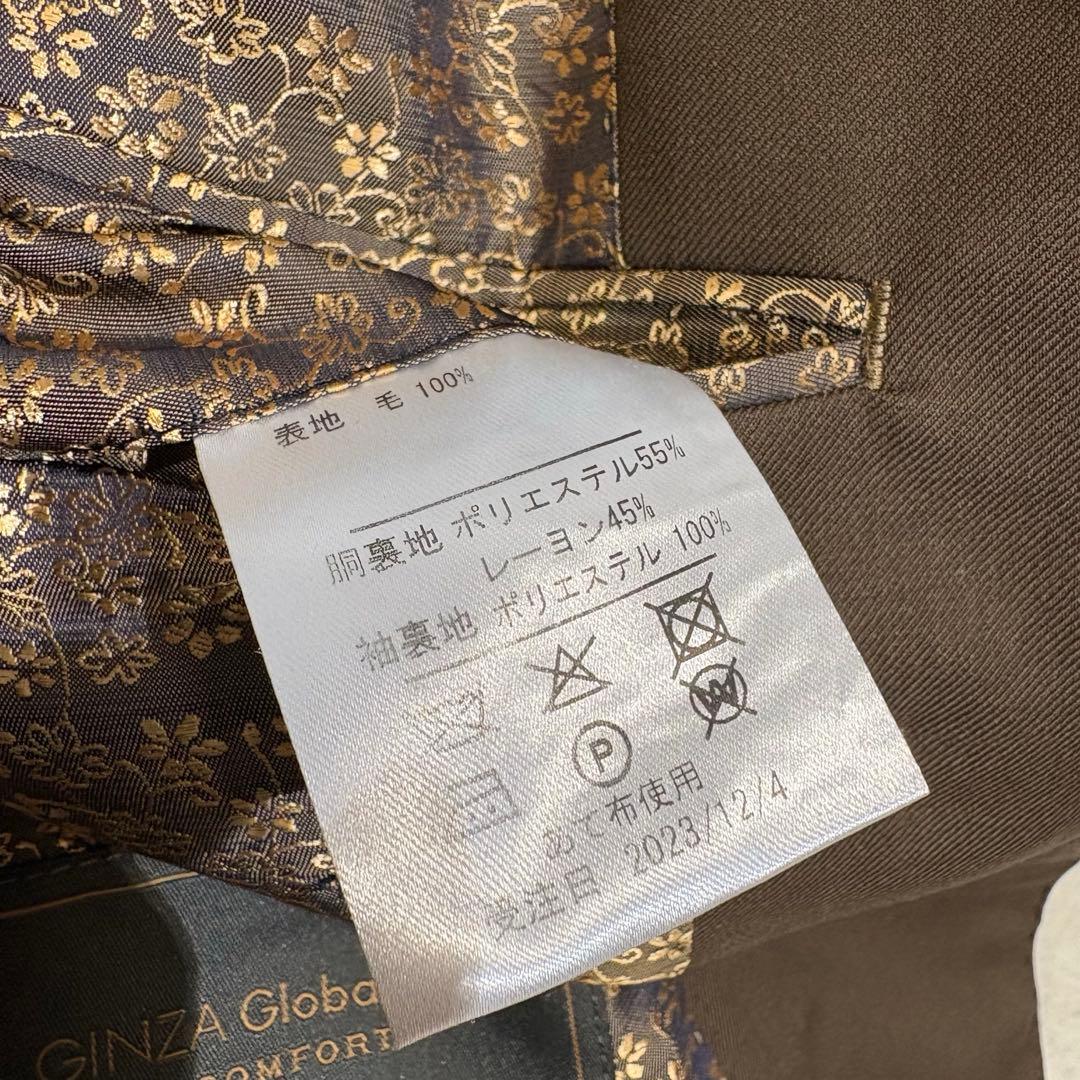 表地 毛 100%
胴裏地 ポリエステル55%
レーヨン45%
袖裏地 ポリエステル 100%
P
あて布使用
受注日 2023/12/4
GINZA Globa
COMFORT